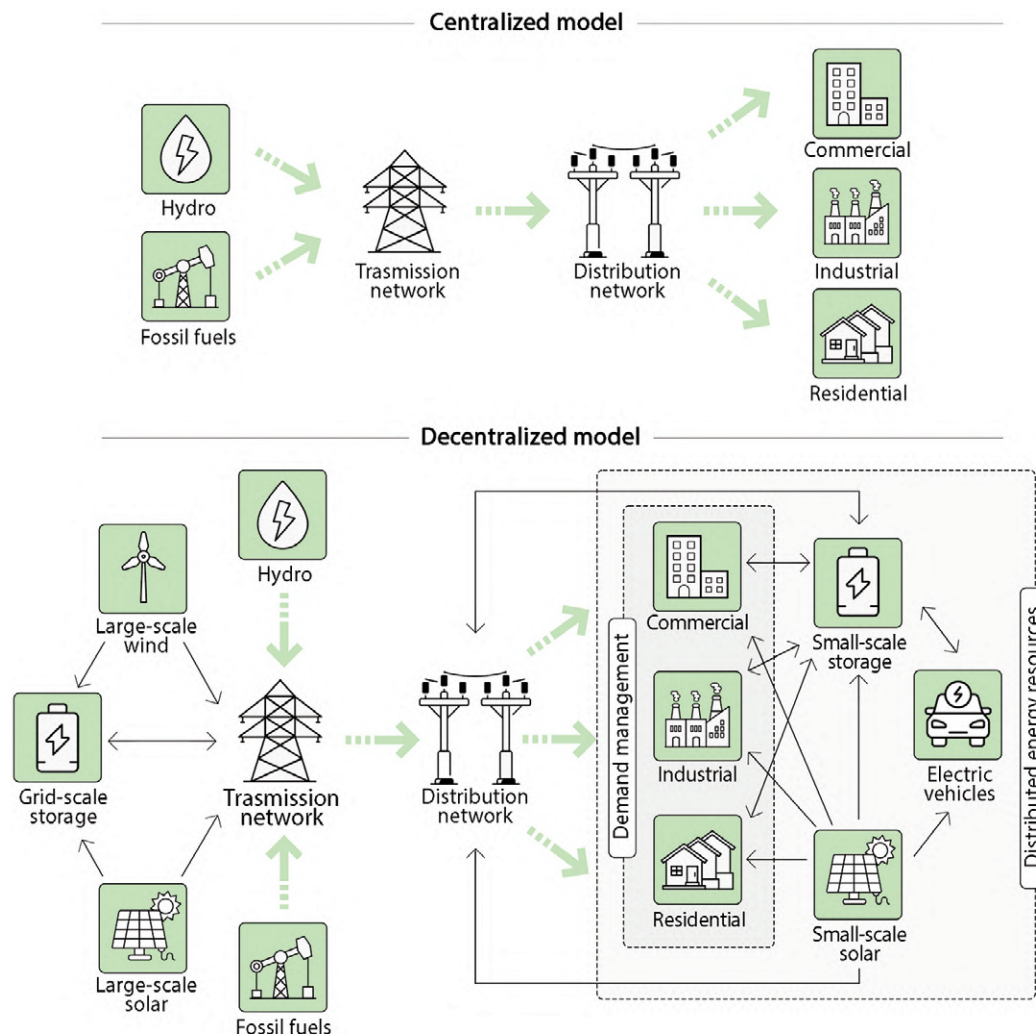 Centralized model
Hydro
Fossil fuels
Trasmission
network
Distribution
network
Commercial
Industrial
Residential
Decentralized model
Hydro
Large-scale
wind
Grid-scale
storage
Large-scale
solar
Fossil fuels
Trasmission
network
Distribution
network
Demand management
Commercial
Industrial
Residential
Small-scale
storage
Electric
vehicles
Small-scale
solar
Distributed energy resources